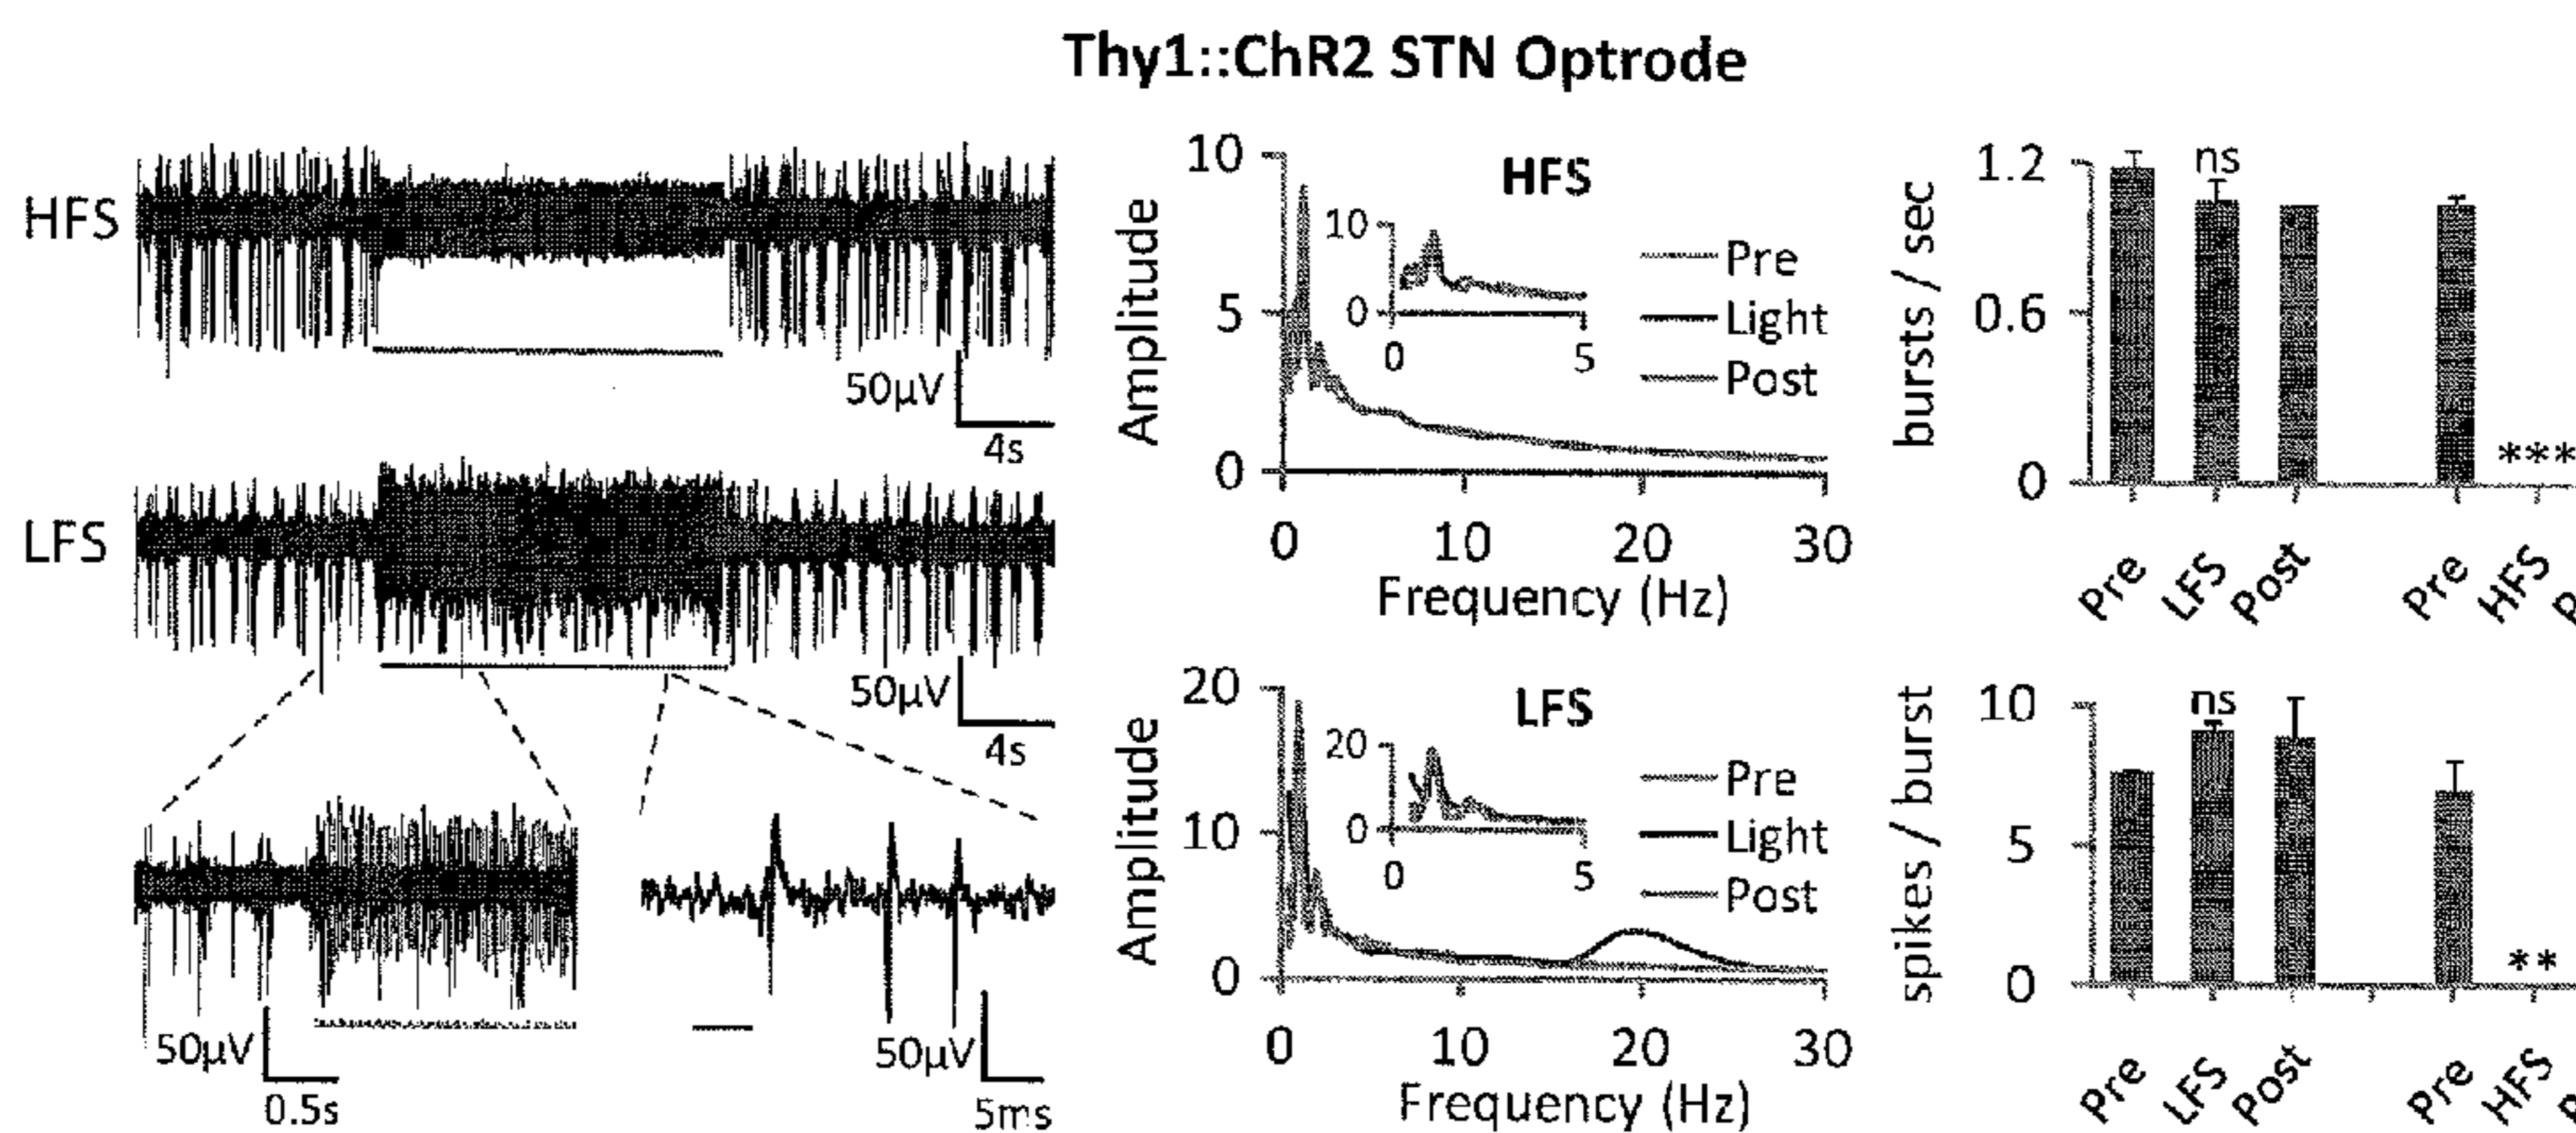 Thy1::ChR2 STN Optrode
HFS
50μV
4s
LFS
50μV
4s
50μV
0.5s
50μV
5ms
10
5
0
Amplitude
HFS
10
0
0
5
Pre
Light
Post
0
10
20
30
Frequency (Hz)
20
10
0
Amplitude
LFS
20
0
0
5
Pre
Light
Post
0
10
20
30
Frequency (Hz)
bursts / sec
1.2
0.6
0
ns
***
Pre
LFS
Post
Pre
HFS
spikes / burst
10
5
0
ns
**
Pre
LFS
Post
Pre
HFS